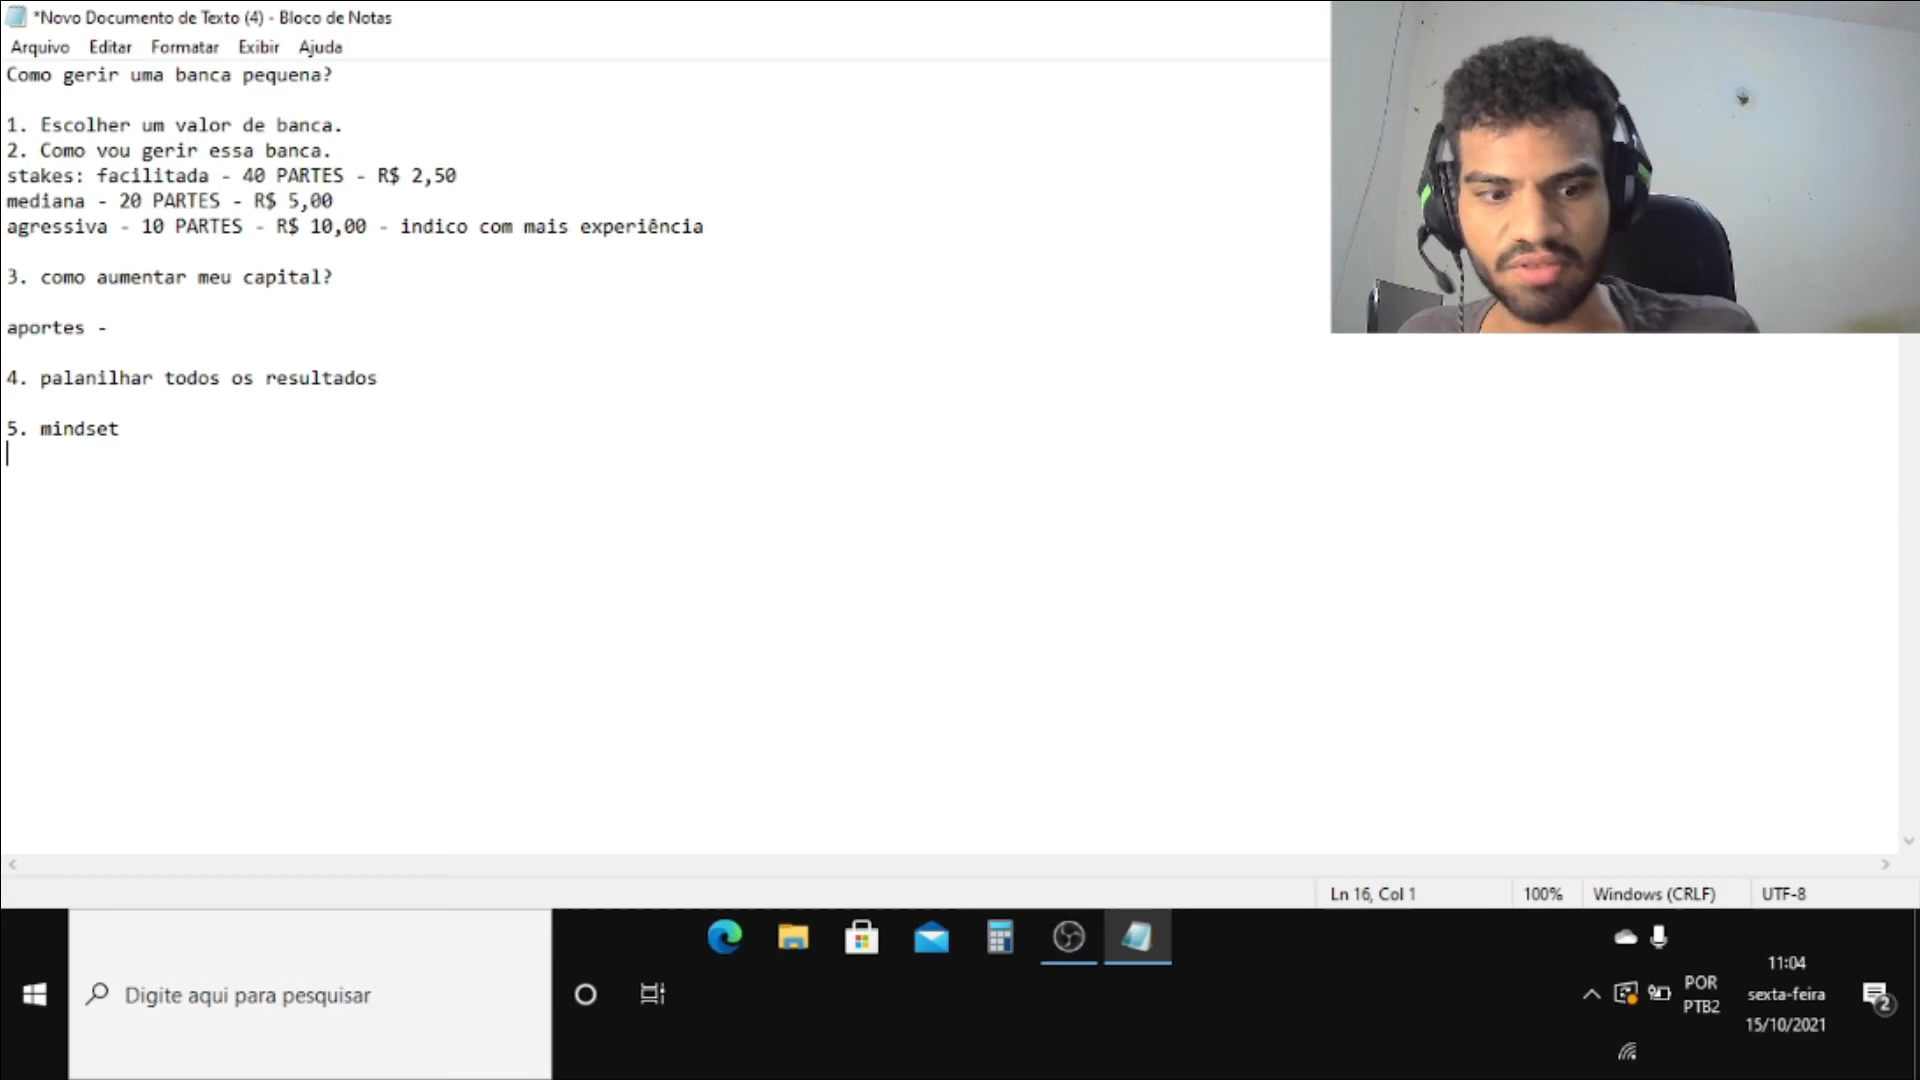 *Novo Documento de Texto (4) - Bloco de Notas
Arquivo Editar Formatar Exibir Ajuda
Como gerir uma banca pequena?
1. Escolher um valor de banca.
2. Como vou gerir essa banca.
stakes: facilitada - 40 PARTES - R$ 2,50
mediana - 20 PARTES - R$ 5,00
agressiva - 10 PARTES - R$ 10,00 - indico com mais experiência
3. como aumentar meu capital?
aportes -
4. palanilhar todos os resultados
5. mindset
Ln 16, Col 1 100% Windows (CRLF) UTF-8
Digite aqui para pesquisar
POR
PTB2
11:04
sexta-feira
15/10/2021
2